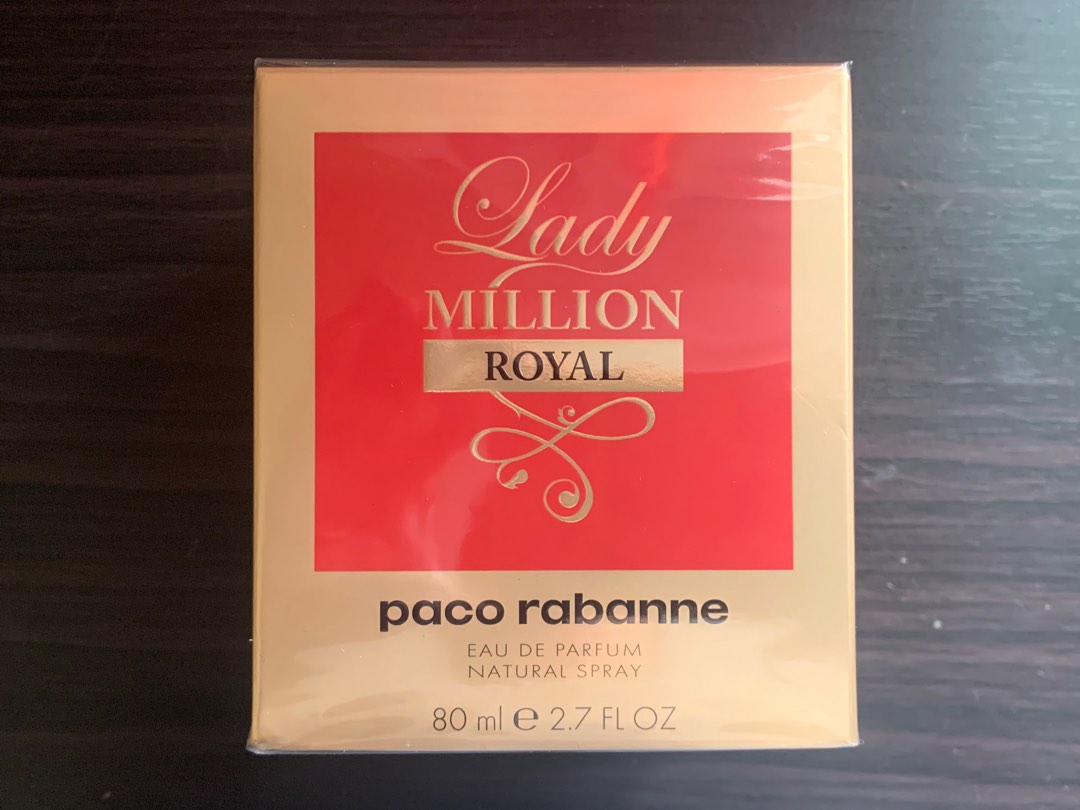 Lady
MILLION
ROYAL
paco rabanne
EAU DE PARFUM
NATURAL SPRAY
80 ml e 2.7 FL OZ